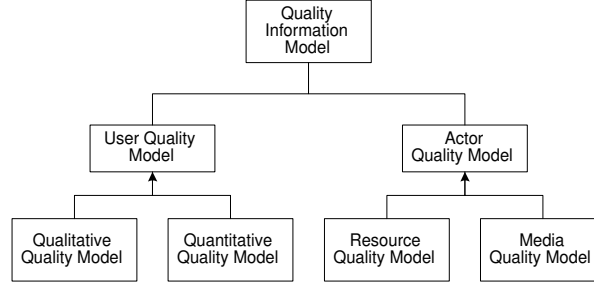 Quality
Information
Model
User Quality
Model
Actor
Quality Model
Qualitative
Quality Model
Quantitative
Quality Model
Resource
Quality Model
Media
Quality Model